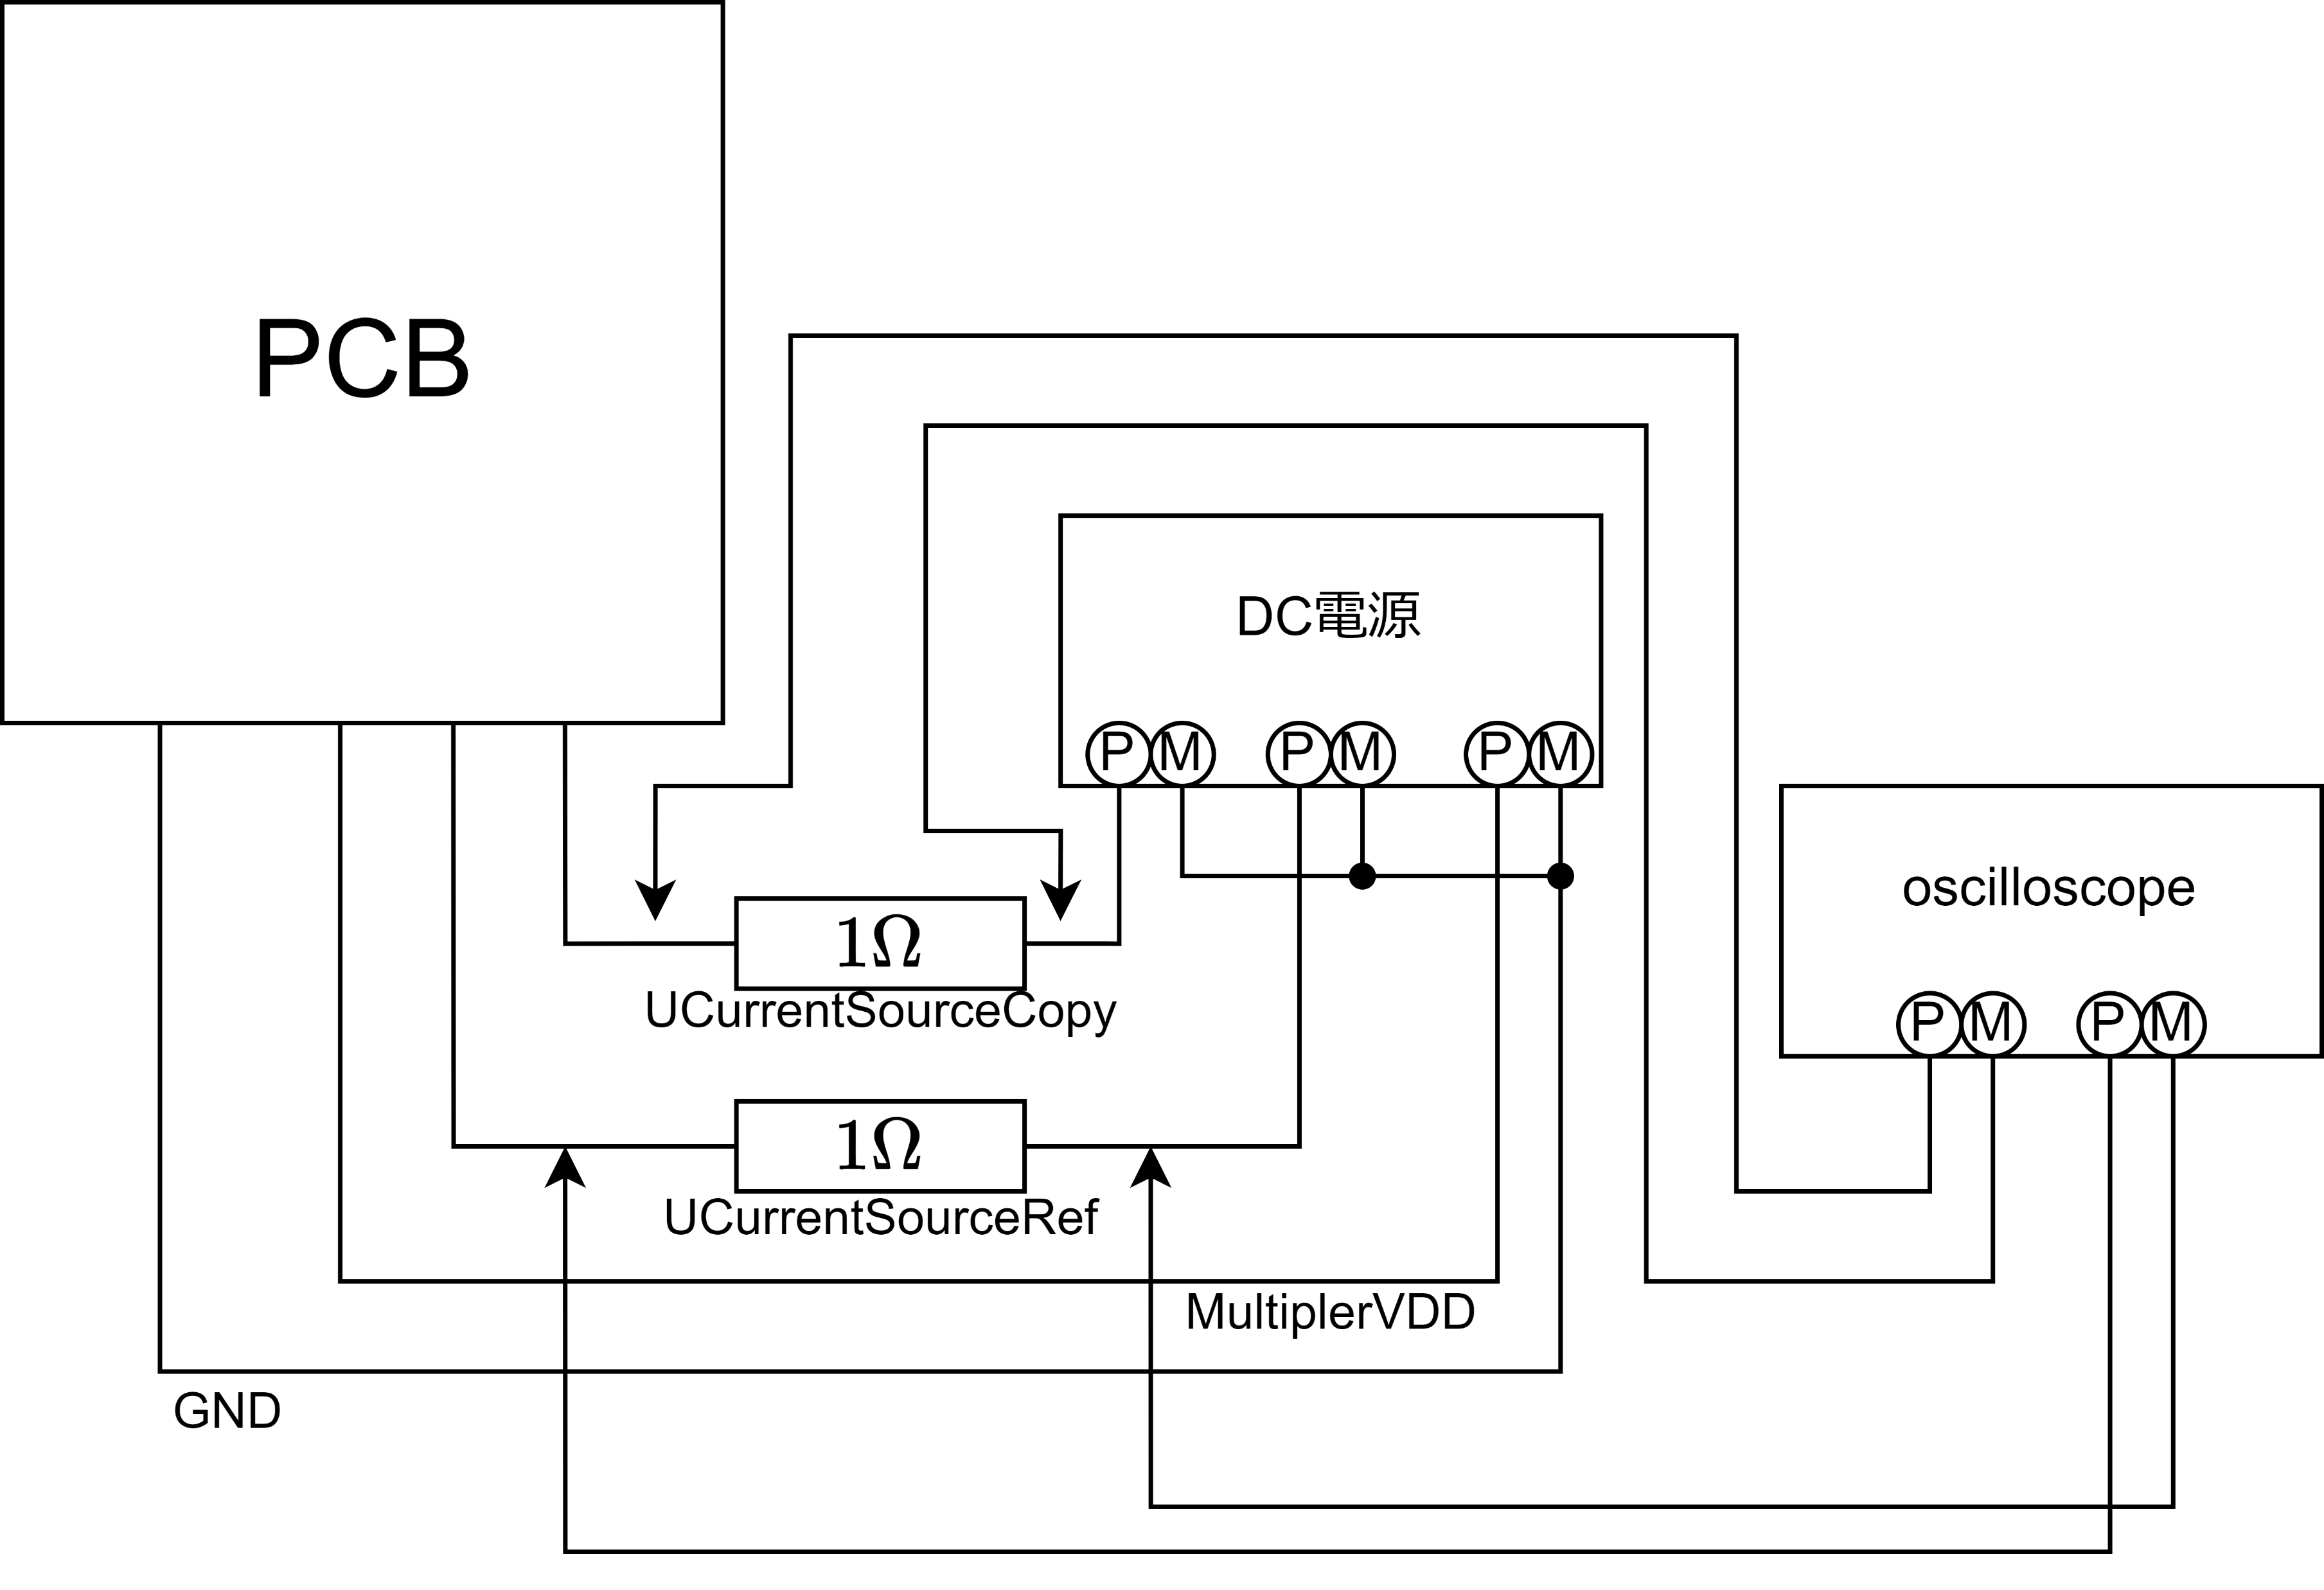 PCB
DC電源
P M P M P M
oscilloscope
1Ω
P M P M
UCurrentSourceCopy
1Ω
UCurrentSourceRef
MultiplerVDD
GND